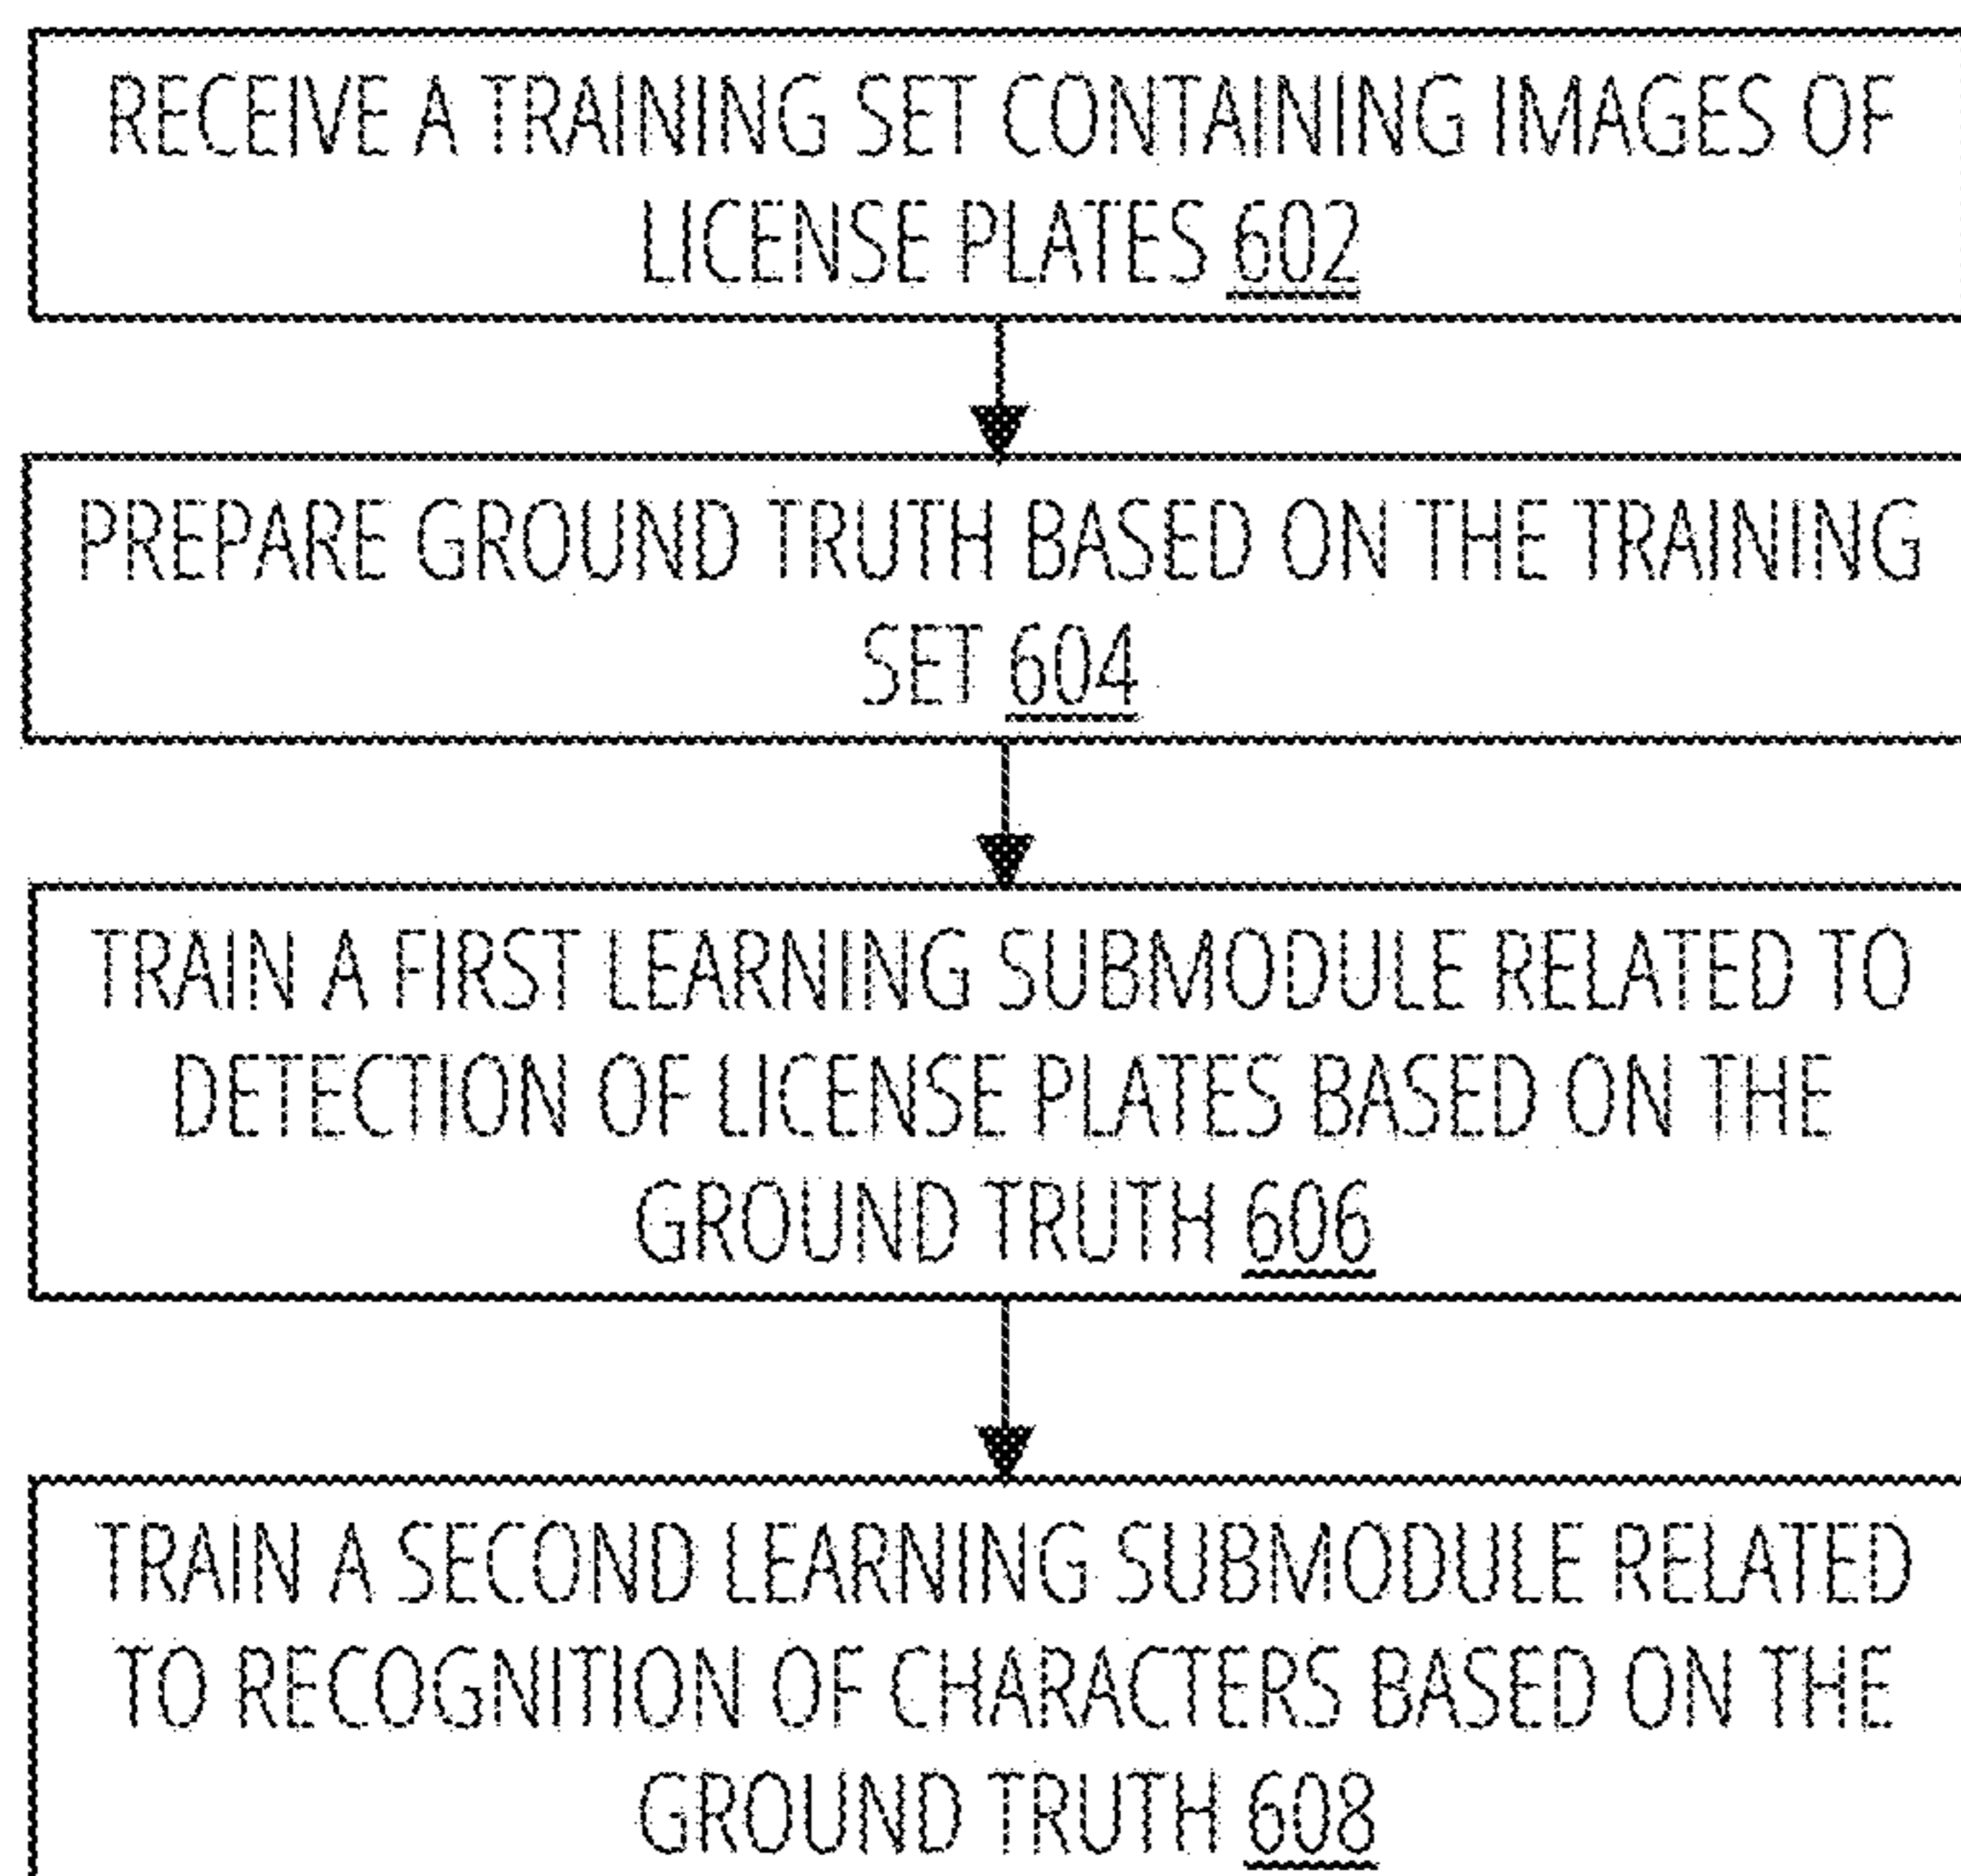 RECEIVE A TRAINING SET CONTAINING IMAGES OF
LICENSE PLATES 602
PREPARE GROUND TRUTH BASED ON THE TRAINING
SET 604
TRAIN A FIRST LEARNING SUBMODULE RELATED TO
DETECTION OF LICENSE PLATES BASED ON THE
GROUND TRUTH 606
TRAIN A SECOND LEARNING SUBMODULE RELATED
TO RECOGNITION OF CHARACTERS BASED ON THE
GROUND TRUTH 608